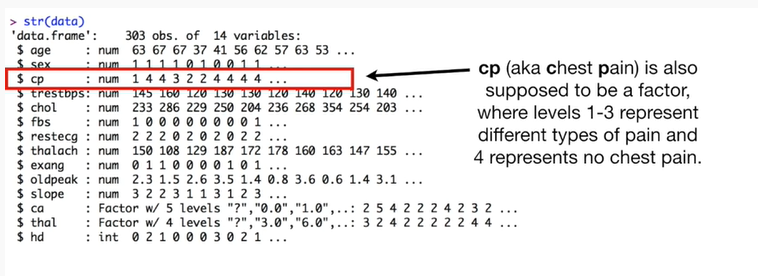 > str(data)
'data.frame': 303 obs. of 14 variables:
$ age : num 63 67 67 37 41 56 62 57 63 53 ...
$ sex : num 1 1 1 1 0 1 0 0 1 1 ...
$ cp : num 1 4 4 3 2 2 4 4 4 4 ...
$ trestbps: num 145 160 120 130 130 120 140 120 130 140 ...
$ chol : num 233 286 229 250 204 236 268 354 254 203 ...
$ fbs : num 1 0 0 0 0 0 0 0 0 1 ...
$ restecg : num 2 2 2 0 2 0 2 0 2 2 ...
$ thalach : num 150 108 129 187 172 178 160 163 147 155 ...
$ exang : num 0 1 1 0 0 0 0 1 0 1 ...
$ oldpeak : num 2.3 1.5 2.6 3.5 1.4 0.8 3.6 0.6 1.4 3.1 ...
$ slope : num 3 2 2 3 1 1 3 1 2 3 ...
$ ca : Factor w/ 5 levels "?","0.0","1.0",..: 2 5 4 2 2 2 4 2 3 2 ...
$ thal : Factor w/ 4 levels "?","3.0","6.0",..: 3 2 4 2 2 2 2 2 4 4 ...
$ hd : int 0 2 1 0 0 0 3 0 2 1 ...
cp (aka chest pain) is also
supposed to be a factor,
where levels 1-3 represent
different types of pain and
4 represents no chest pain.